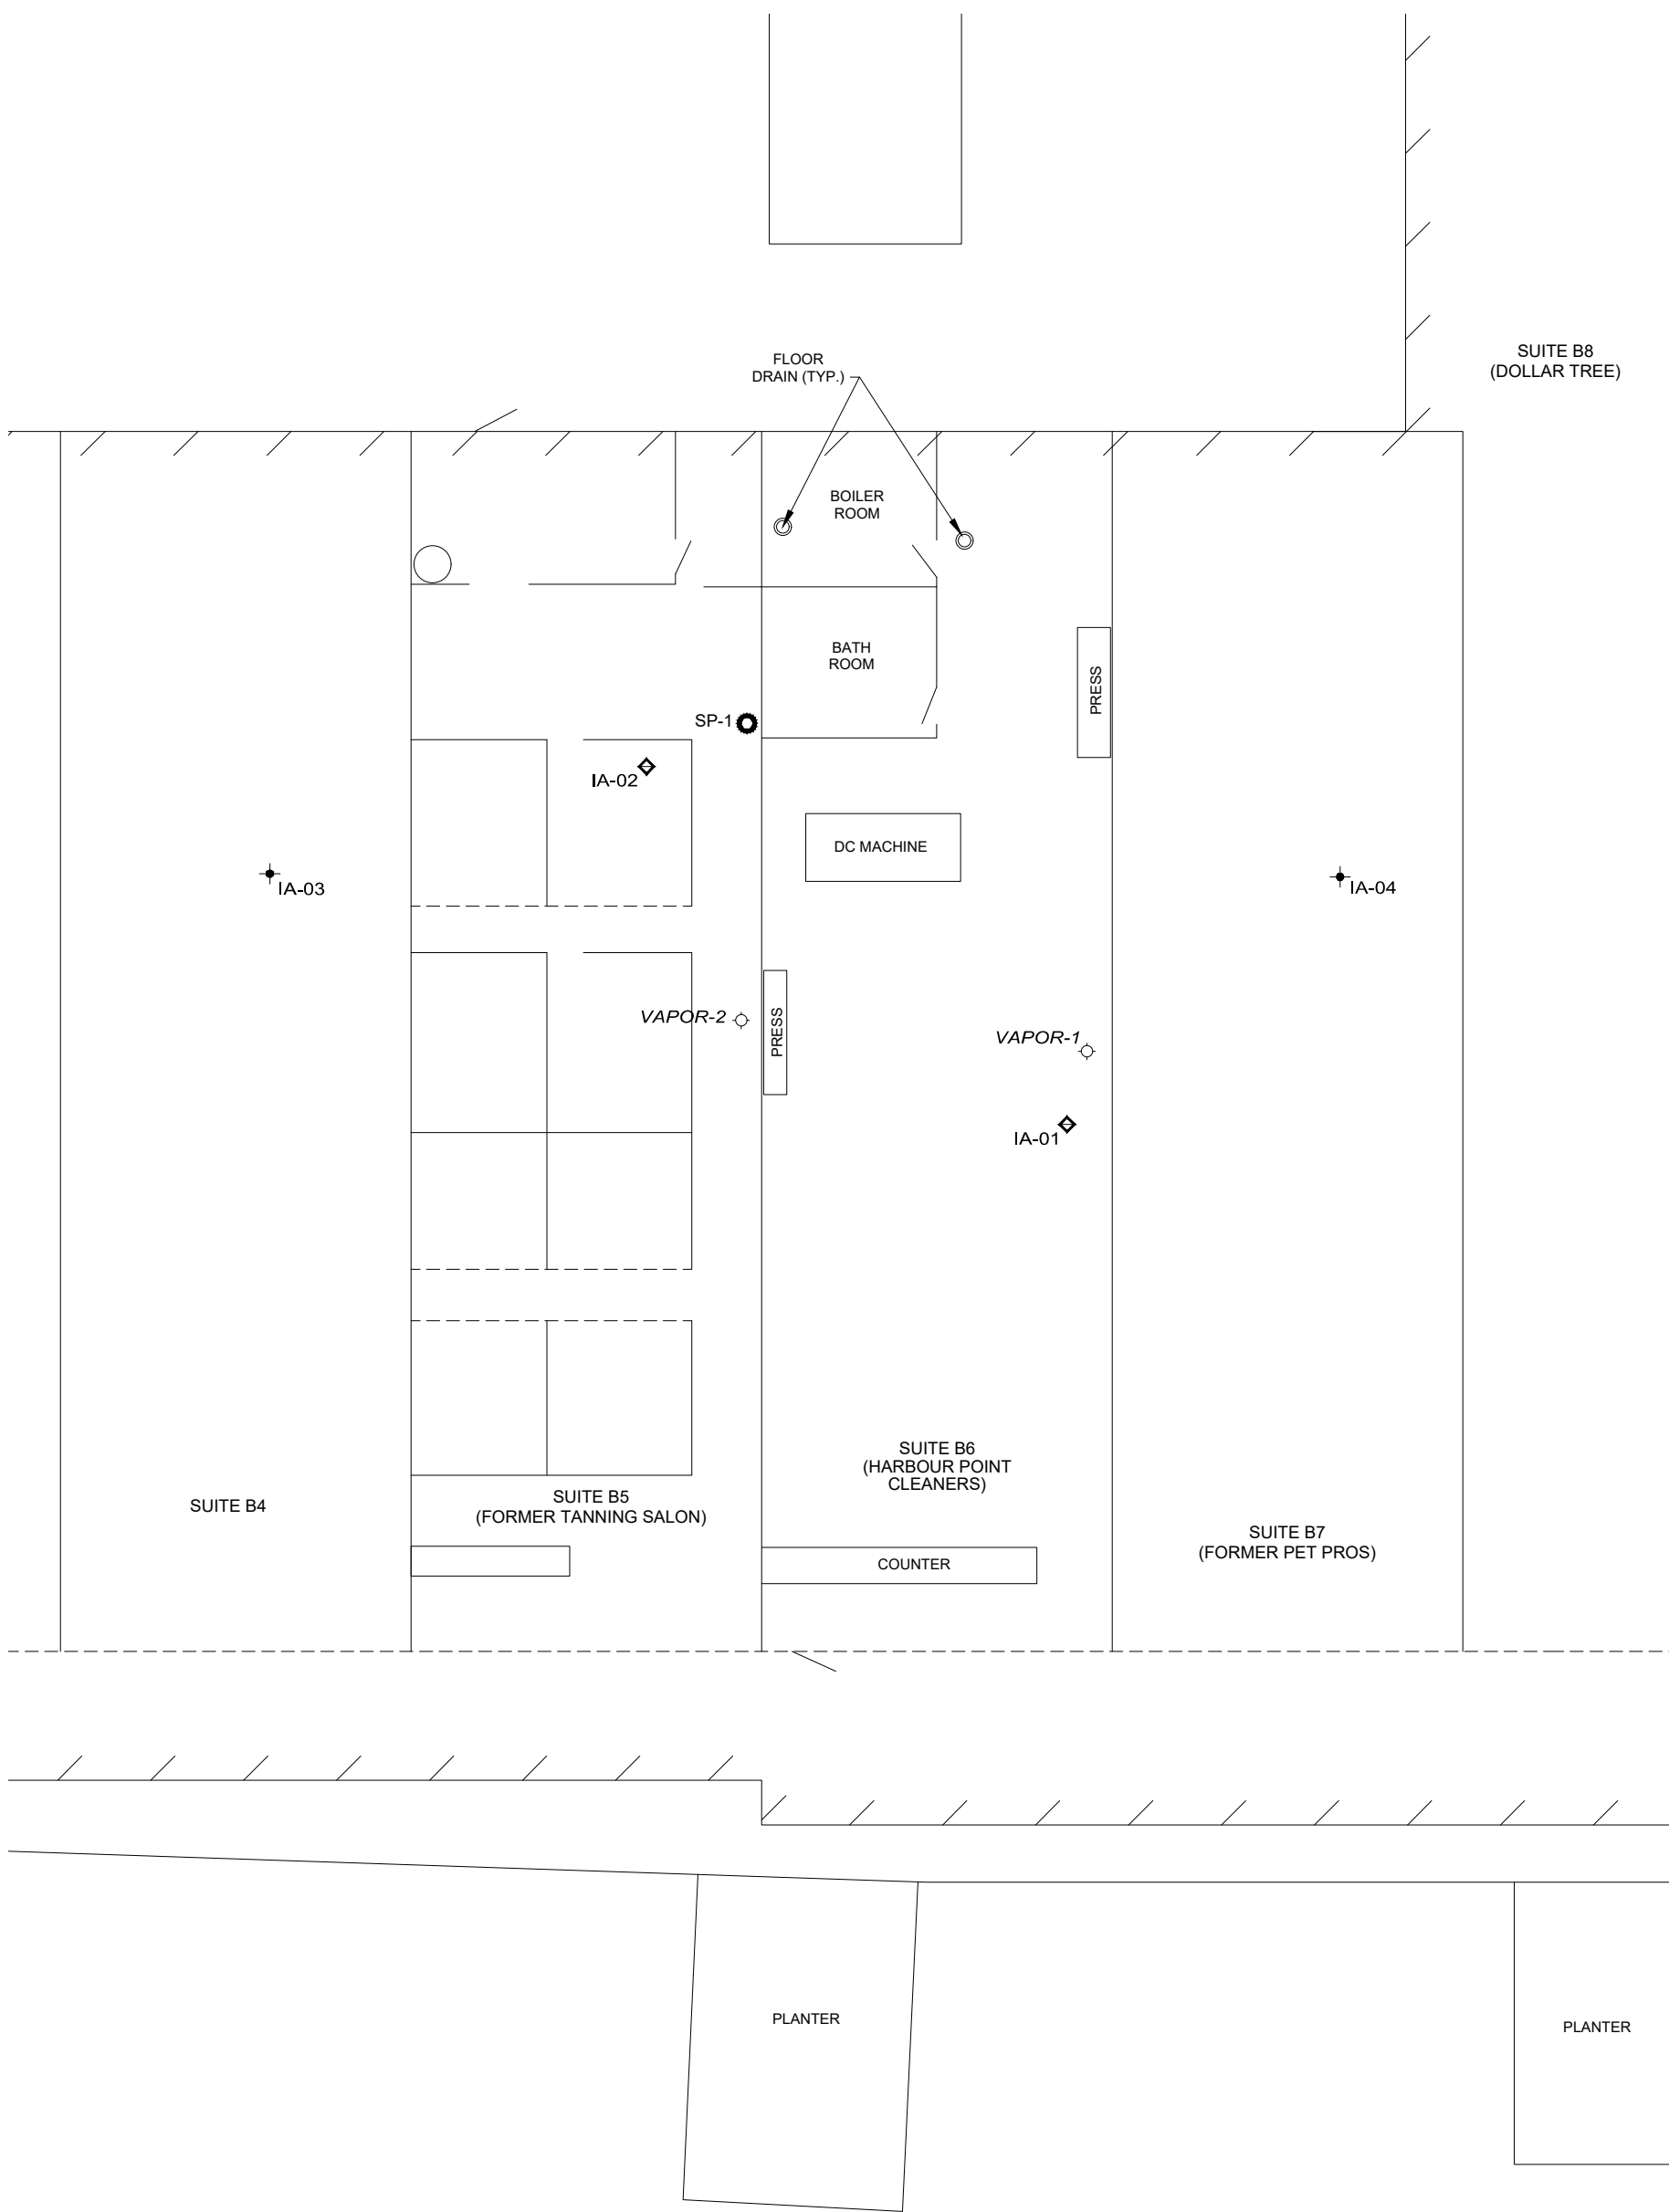 SUITE B8
(DOLLAR TREE)
FLOOR
DRAIN (TYP.)
BOILER
ROOM
BATH
ROOM
PRESS
SP-1
IA-02
DC MACHINE
IA-03
IA-04
VAPOR-2
PRESS
VAPOR-1
IA-01
SUITE B6
(HARBOUR POINT
CLEANERS)
SUITE B4
SUITE B5
(FORMER TANNING SALON)
SUITE B7
(FORMER PET PROS)
COUNTER
PLANTER
PLANTER